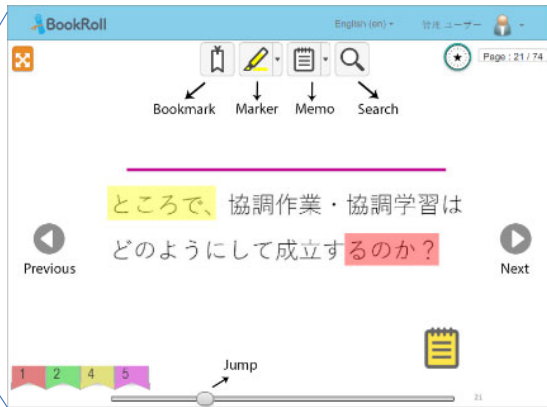 BookRoll
English (en)
管理 ユーザー
Page : 21 / 74
Bookmark
Marker
Memo
Search
ところで、協調作業・協調学習は
どのようにして成立するのか？
Previous
Next
1 2 4 5
Jump
21